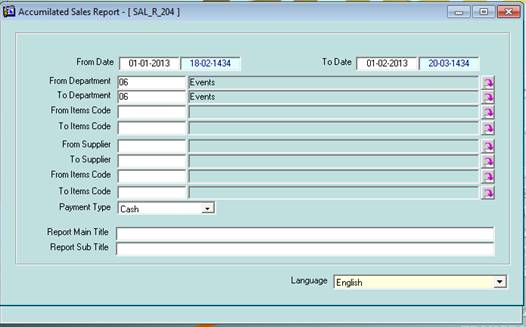 Accumilated Sales Report - [ SAL_R_204 ]
From Date 01-01-2013 18-02-1434 To Date 01-02-2013 20-03-1434
From Department 06 Events
To Department 06 Events
From Items Code
To Items Code
From Supplier
To Supplier
From Items Code
To Items Code
Payment Type Cash
Report Main Title
Report Sub Title
Language English